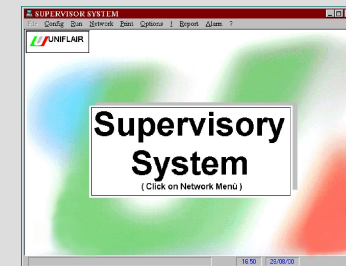 SUPERVISOR SYSTEM
File Config Run Network Print Options ! Report Alarm ?
UNIFLAIR
Supervisory
System
( Click on Network Menù )
16.50 29/08/00